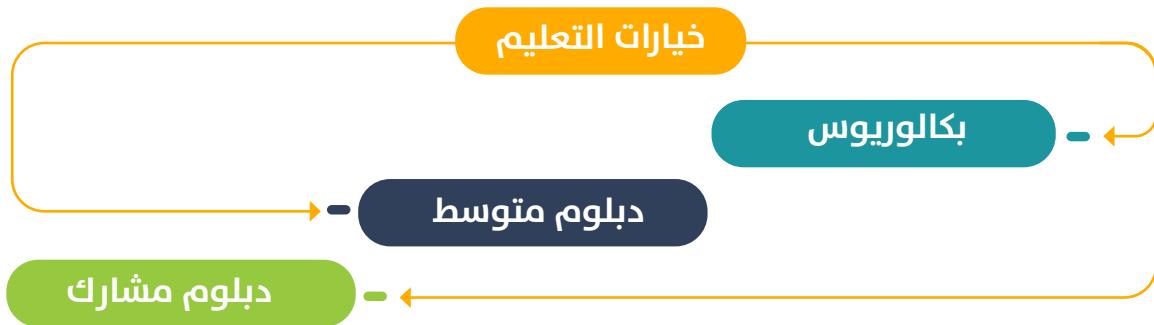 خيارات التعليم
بكالوريوس
دبلوم متوسط
دبلوم مشارك